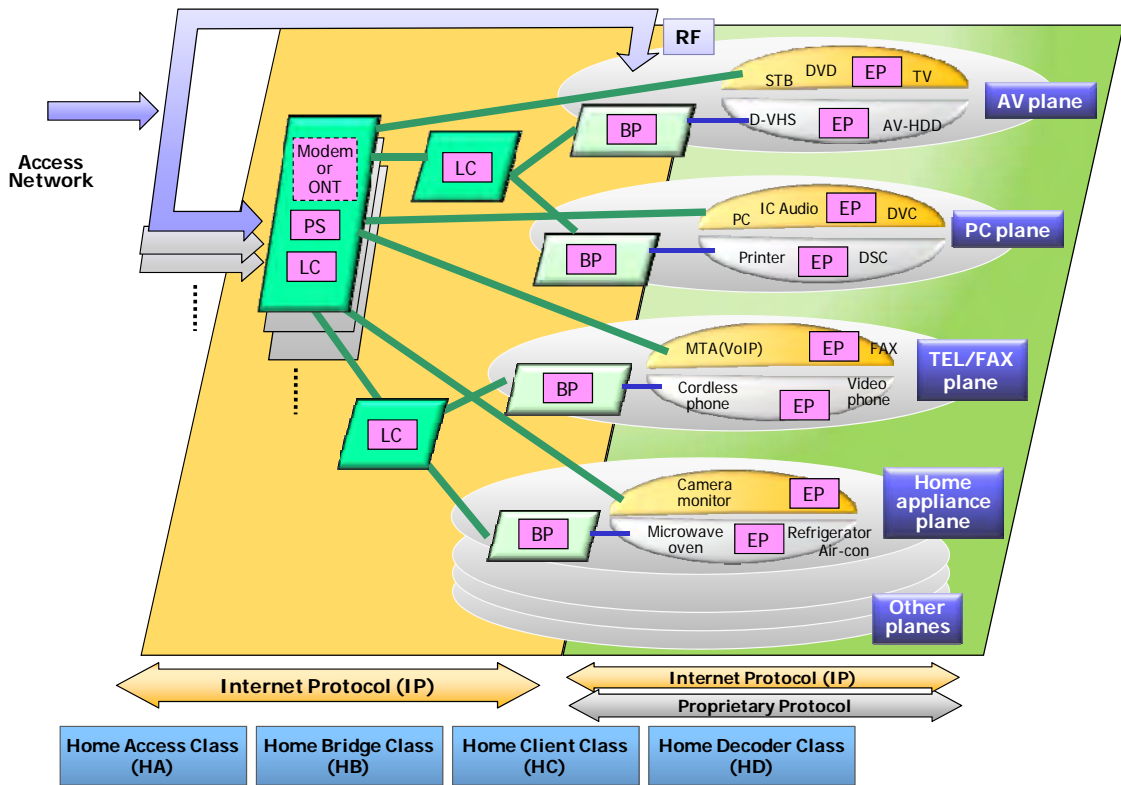 RF
Access
Network
STB
DVD
EP
TV
AV plane
D-VHS
EP
AV-HDD
BP
Modem
or
ONT
LC
PS
LC
PC
IC Audio
EP
DVC
PC plane
Printer
EP
DSC
BP
MTA(VoIP)
EP
FAX
TEL/FAX
plane
BP
Cordless
phone
EP
Video
phone
LC
Camera
monitor
EP
Home
appliance
plane
BP
Microwave
oven
EP
Refrigerator
Air-con
Other
planes
Internet Protocol (IP)
Internet Protocol (IP)
Proprietary Protocol
Home Access Class
(HA)
Home Bridge Class
(HB)
Home Client Class
(HC)
Home Decoder Class
(HD)